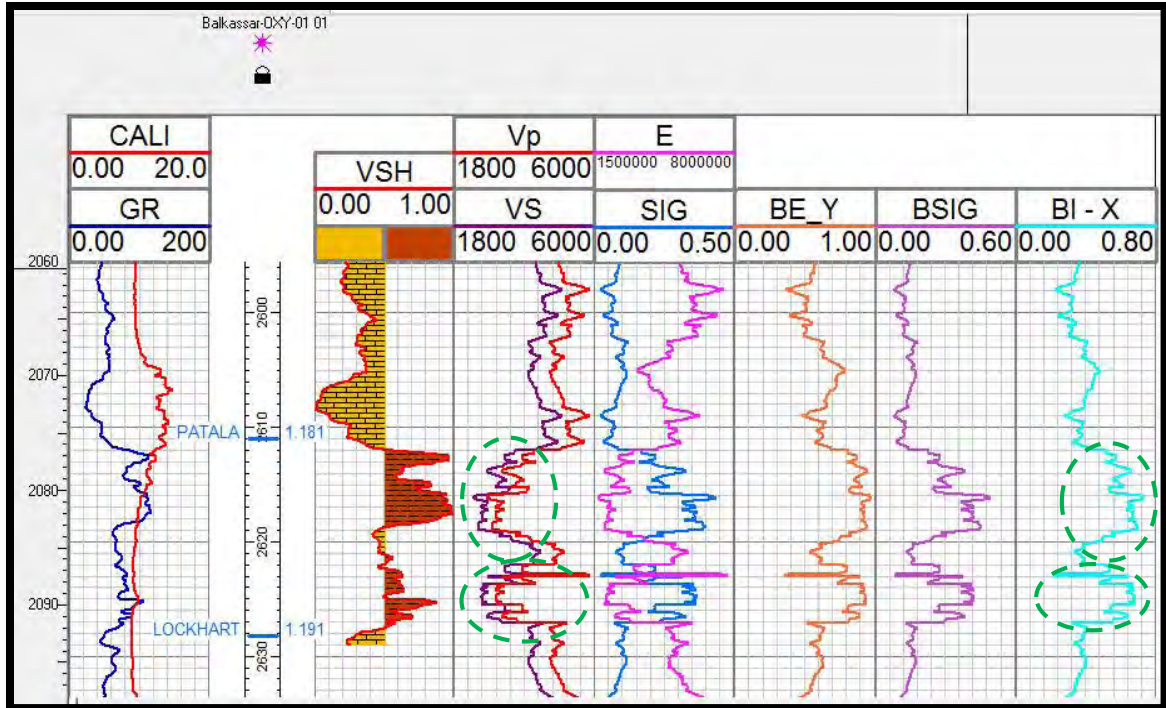 Balkassar-OXY-01 01
CALI
0.00 20.0
GR
0.00 200
VSH
0.00 1.00
Vp
1800 6000
VS
1800 6000
E
1500000 8000000
SIG
0.00 0.50
BE_Y
0.00 1.00
BSIG
0.00 0.60
BI - X
0.00 0.80
2060
2600
2070
2610
PATALA 1.181
2080
2620
2090
LOCKHART 1.191
2630